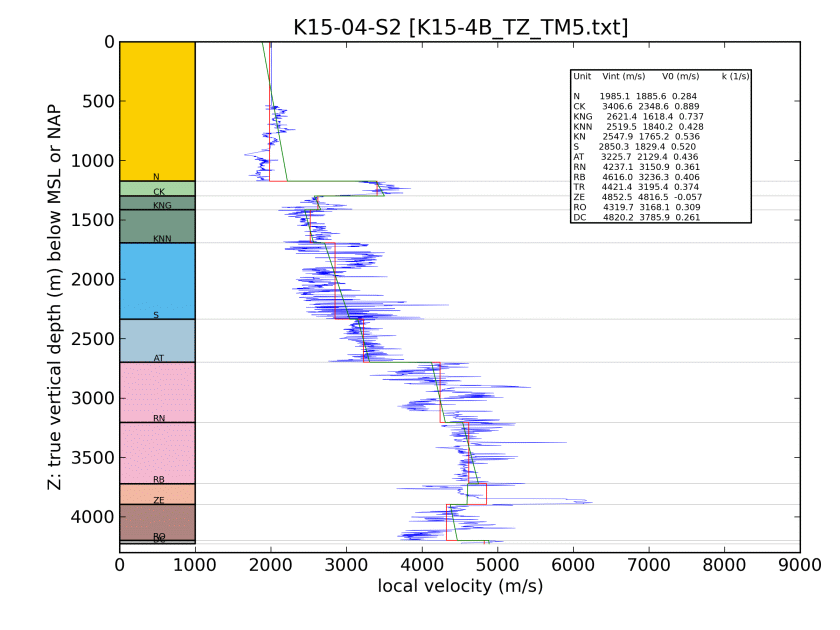 K15-04-S2 [K15-4B_TZ_TM5.txt]
Z: true vertical depth (m) below MSL or NAP
0
500
1000
1500
2000
2500
3000
3500
4000
N
CK
KNG
KNN
S
AT
RN
RB
ZE
RO
DC
Unit Vint (m/s) V0 (m/s) k (1/s)
N 1985.1 1885.6 0.284
CK 3406.6 2348.6 0.889
KNG 2621.4 1618.4 0.737
KNN 2519.5 1840.2 0.428
KN 2547.9 1765.2 0.536
S 2850.3 1829.4 0.520
AT 3225.7 2129.4 0.436
RN 4237.1 3150.9 0.361
RB 4616.0 3236.3 0.406
TR 4421.4 3195.4 0.374
ZE 4852.5 4816.5 -0.057
RO 4319.7 3168.1 0.309
DC 4820.2 3785.9 0.261
0 1000 2000 3000 4000 5000 6000 7000 8000 9000
local velocity (m/s)